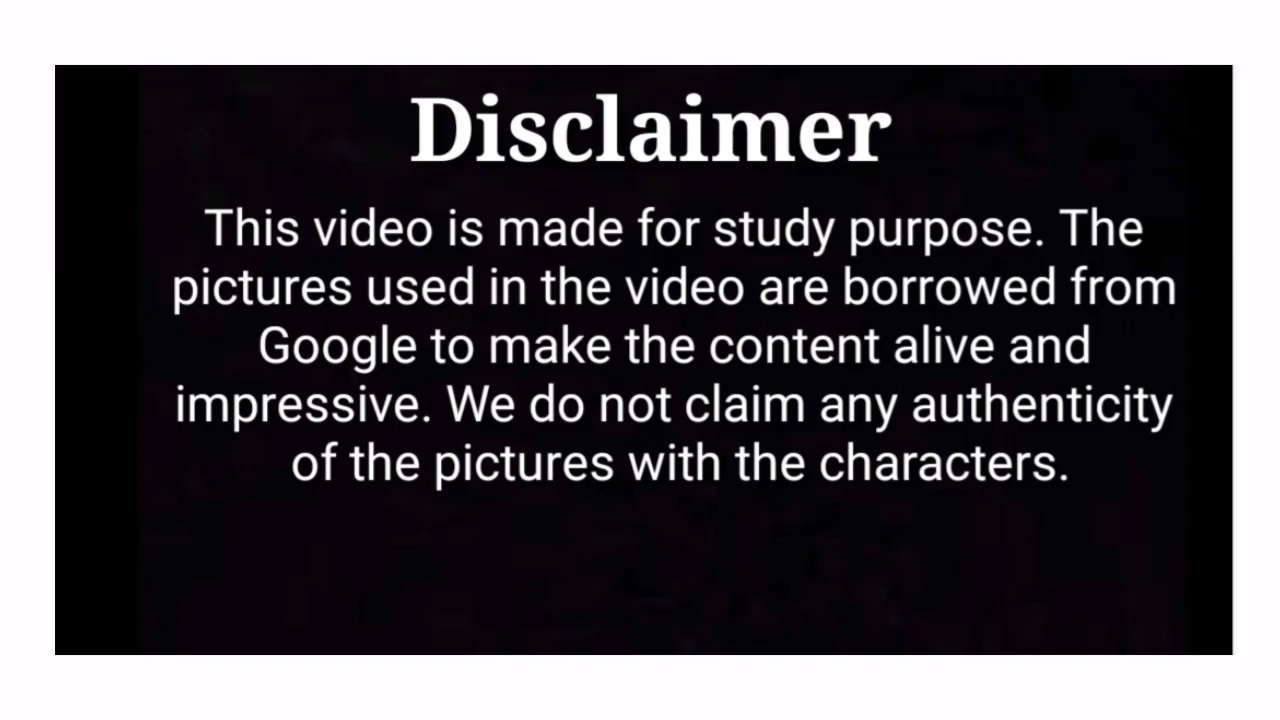 Disclaimer
This video is made for study purpose. The
pictures used in the video are borrowed from
Google to make the content alive and
impressive. We do not claim any authenticity
of the pictures with the characters.